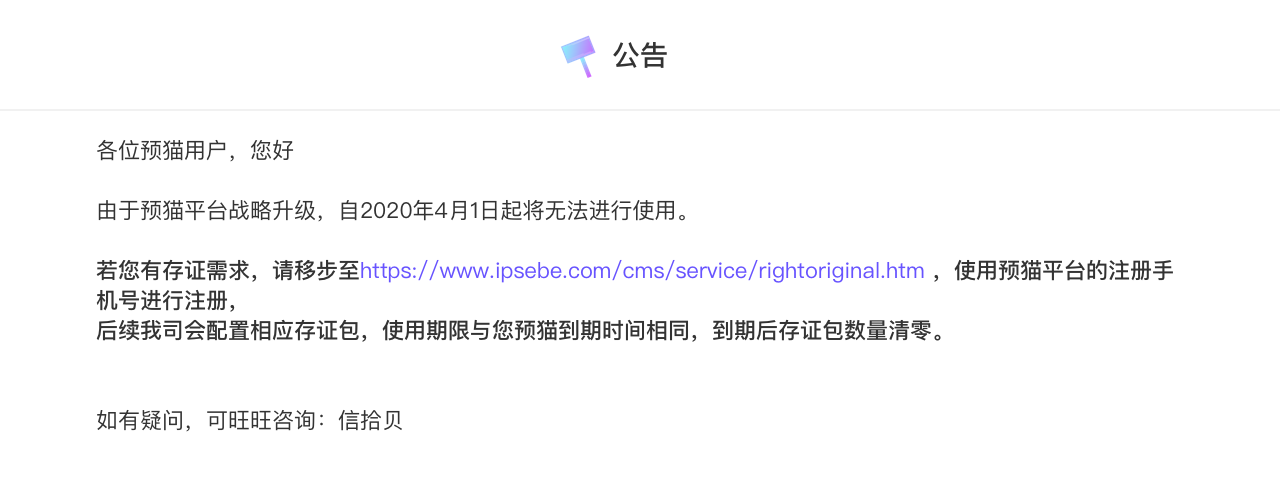 公告
各位预猫用户，您好
由于预猫平台战略升级，自2020年4月1日起将无法进行使用。
若您有存证需求，请移步至https://www.ipsebe.com/cms/service/rightoriginal.htm ，使用预猫平台的注册手
机号进行注册，
后续我司会配置相应存证包，使用期限与您预猫到期时间相同，到期后存证包数量清零。
如有疑问，可旺旺咨询：信拾贝